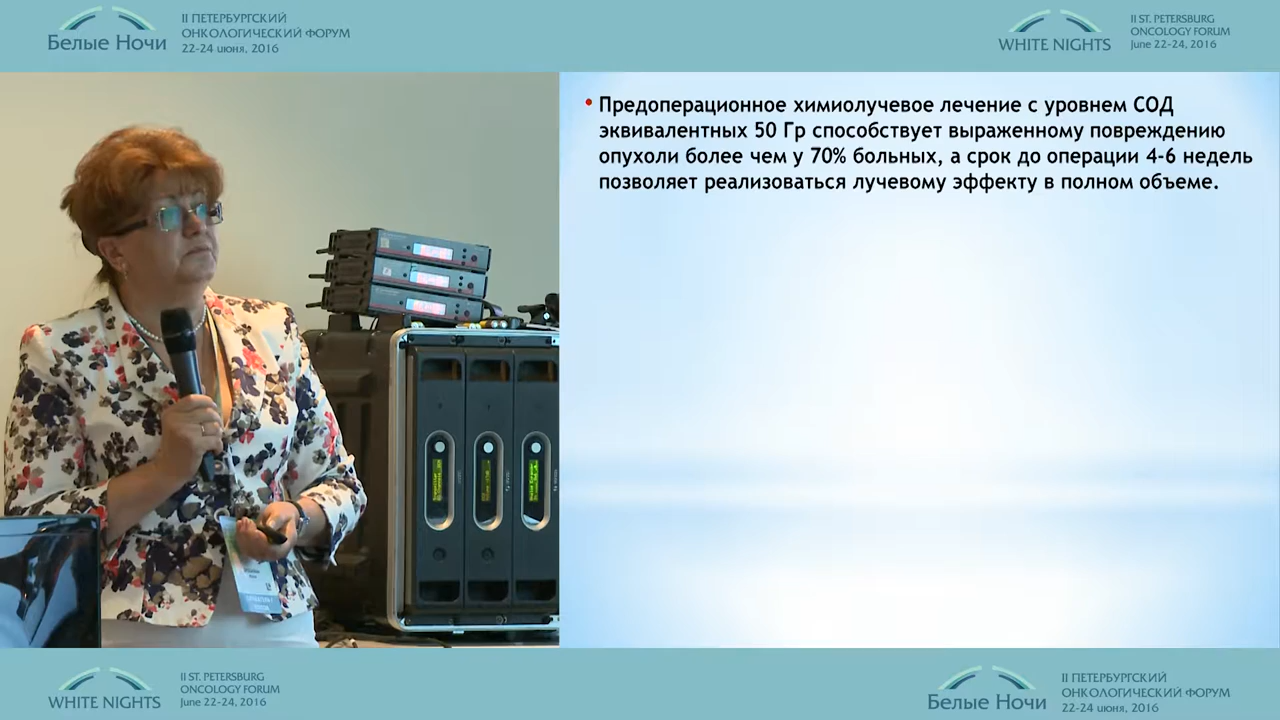 Белые Ночи
II ПЕТЕРБУРГСКИЙ
ОНКОЛОГИЧЕСКИЙ ФОРУМ
22-24 июня, 2016
WHITE NIGHTS
II ST. PETERSBURG
ONCOLOGY FORUM
June 22-24, 2016
• Предоперационное химиолучевое лечение с уровнем СОД
эквивалентных 50 Гр способствует выраженному повреждению
опухоли более чем у 70% больных, а срок до операции 4-6 недель
позволяет реализоваться лучевому эффекту в полном объеме.
WHITE NIGHTS
II ST. PETERSBURG
ONCOLOGY FORUM
June 22-24, 2016
Белые Ночи
II ПЕТЕРБУРГСКИЙ
ОНКОЛОГИЧЕСКИЙ ФОРУМ
22-24 июня, 2016